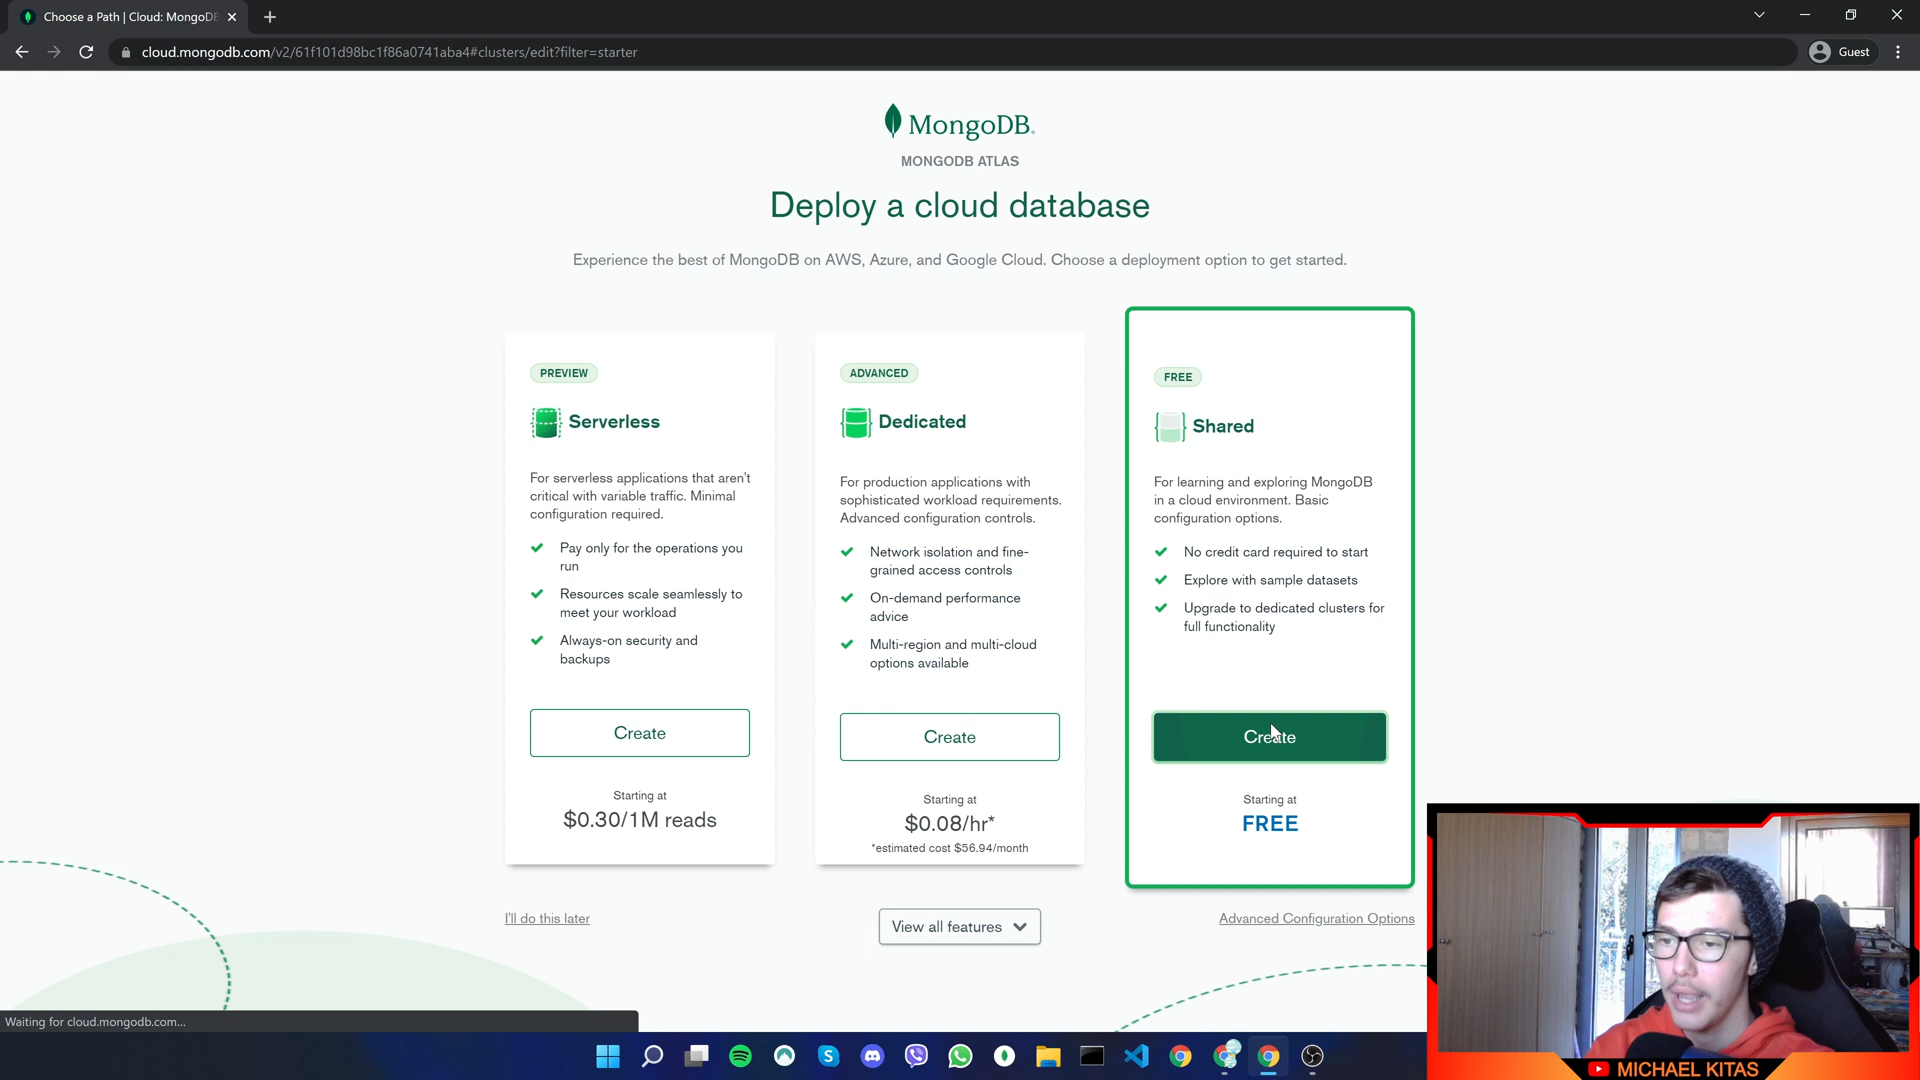 Choose a Path | Cloud: MongoDB
cloud.mongodb.com/v2/61f101d98bc1f86a0741aba4#clusters/edit?filter=starter
Guest
MongoDB.
MONGODB ATLAS
Deploy a cloud database
Experience the best of MongoDB on AWS, Azure, and Google Cloud. Choose a deployment option to get started.
PREVIEW
Serverless
For serverless applications that aren't
critical with variable traffic. Minimal
configuration required.
Pay only for the operations you
run
Resources scale seamlessly to
meet your workload
Always-on security and
backups
Create
Starting at
$0.30/1M reads
ADVANCED
Dedicated
For production applications with
sophisticated workload requirements.
Advanced configuration controls.
Network isolation and fine-
grained access controls
On-demand performance
advice
Multi-region and multi-cloud
options available
Create
Starting at
$0.08/hr*
*estimated cost $56.94/month
FREE
Shared
For learning and exploring MongoDB
in a cloud environment. Basic
configuration options.
No credit card required to start
Explore with sample datasets
Upgrade to dedicated clusters for
full functionality
Create
Starting at
FREE
I'll do this later
View all features
Advanced Configuration Options
Waiting for cloud.mongodb.com...
MICHAEL KITAS